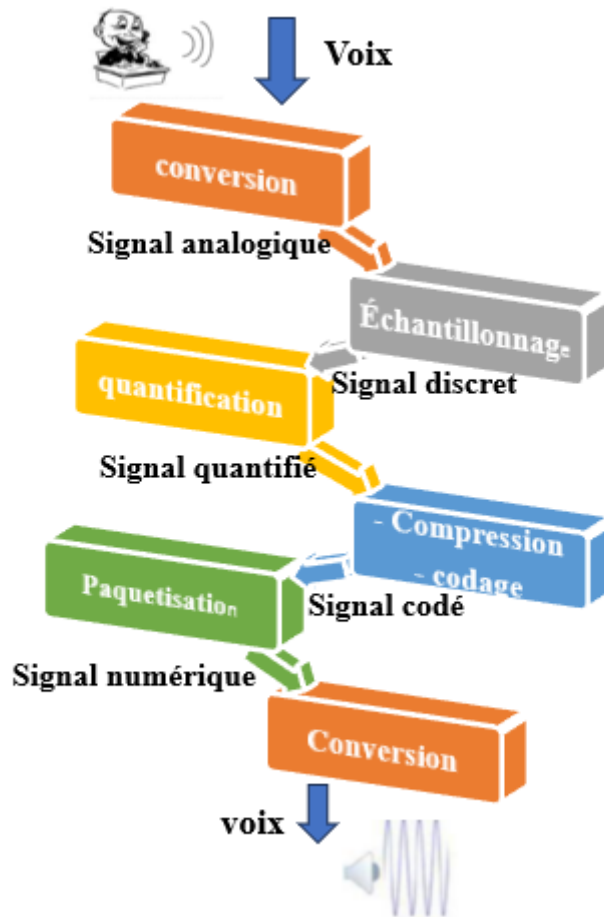 Voix
conversion
Signal analogique
Échantillonnage
Signal discret
quantification
Signal quantifié
- Compression
- codage
Signal codé
Paquetisation
Signal numérique
Conversion
voix